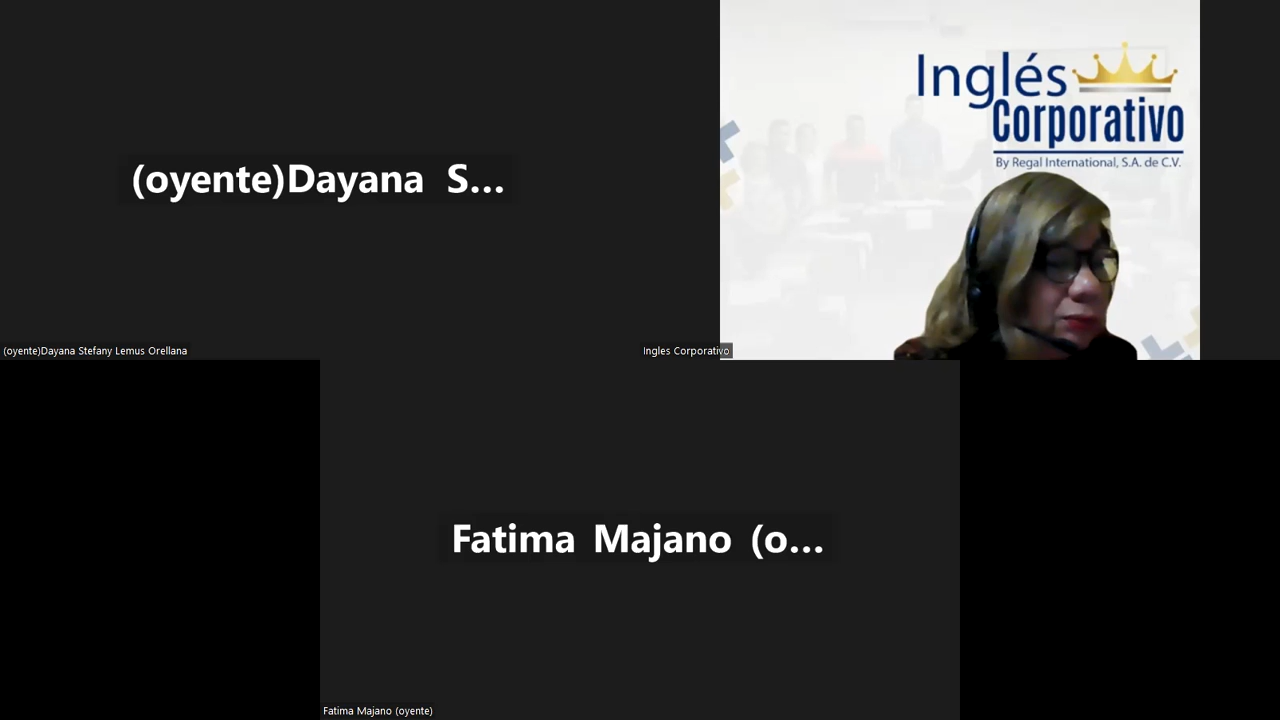 (oyente)Dayana S...
(oyente)Dayana Stefany Lemus Orellana
Inglés
Corporativo
By Regal International, S.A. de C.V.
Ingles Corporativo
Fatima Majano (o...
Fatima Majano (oyente)